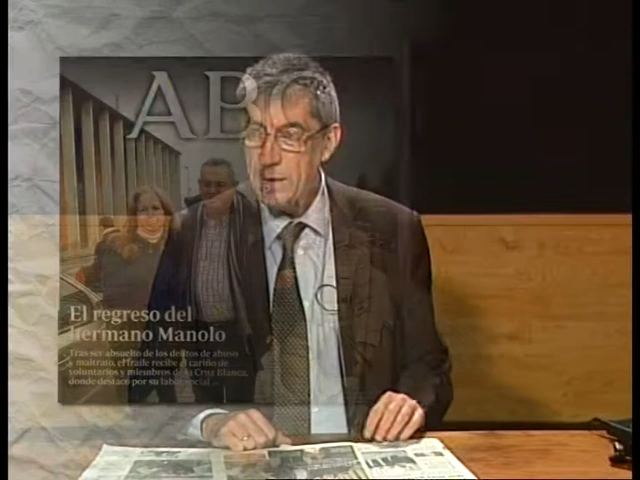 AB
El regreso del
hermano Manolo
Tras ser absuelto de los delitos de abuso
y maltrato, el fraile recibe el cariño de
voluntarios y miembros de la Cruz Blanca,
donde destacó por su labor social